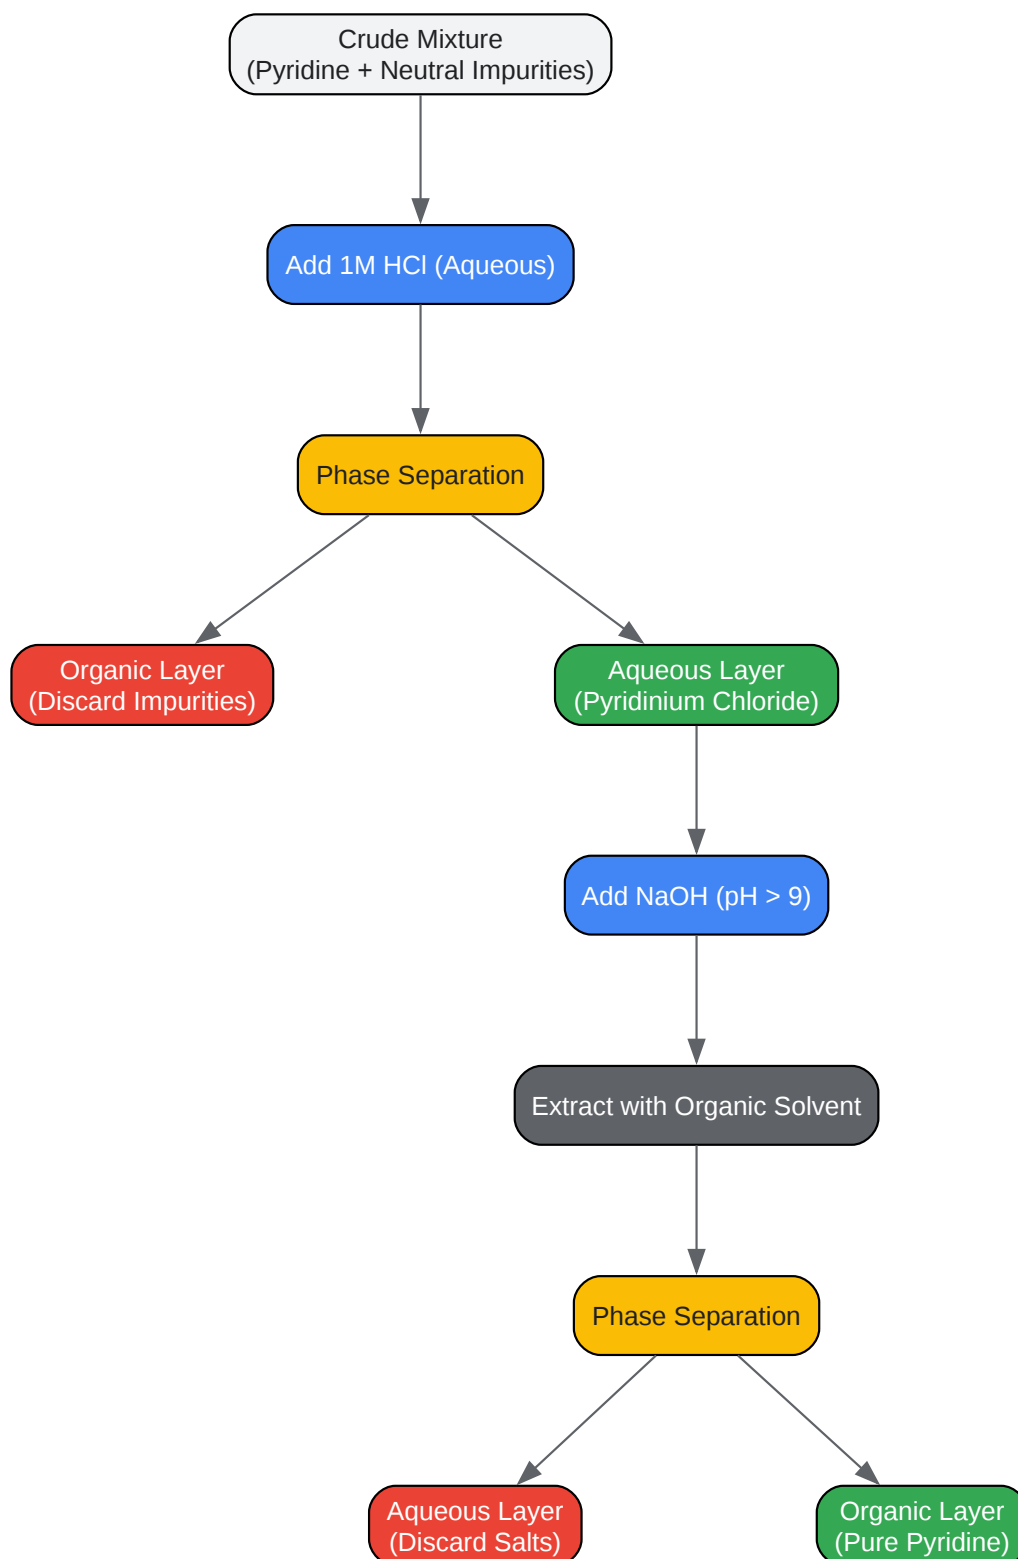 Crude Mixture
(Pyridine + Neutral Impurities)
Add 1M HCl (Aqueous)
Phase Separation
Organic Layer
(Discard Impurities)
Aqueous Layer
(Pyridinium Chloride)
Add NaOH (pH > 9)
Extract with Organic Solvent
Phase Separation
Aqueous Layer
(Discard Salts)
Organic Layer
(Pure Pyridine)